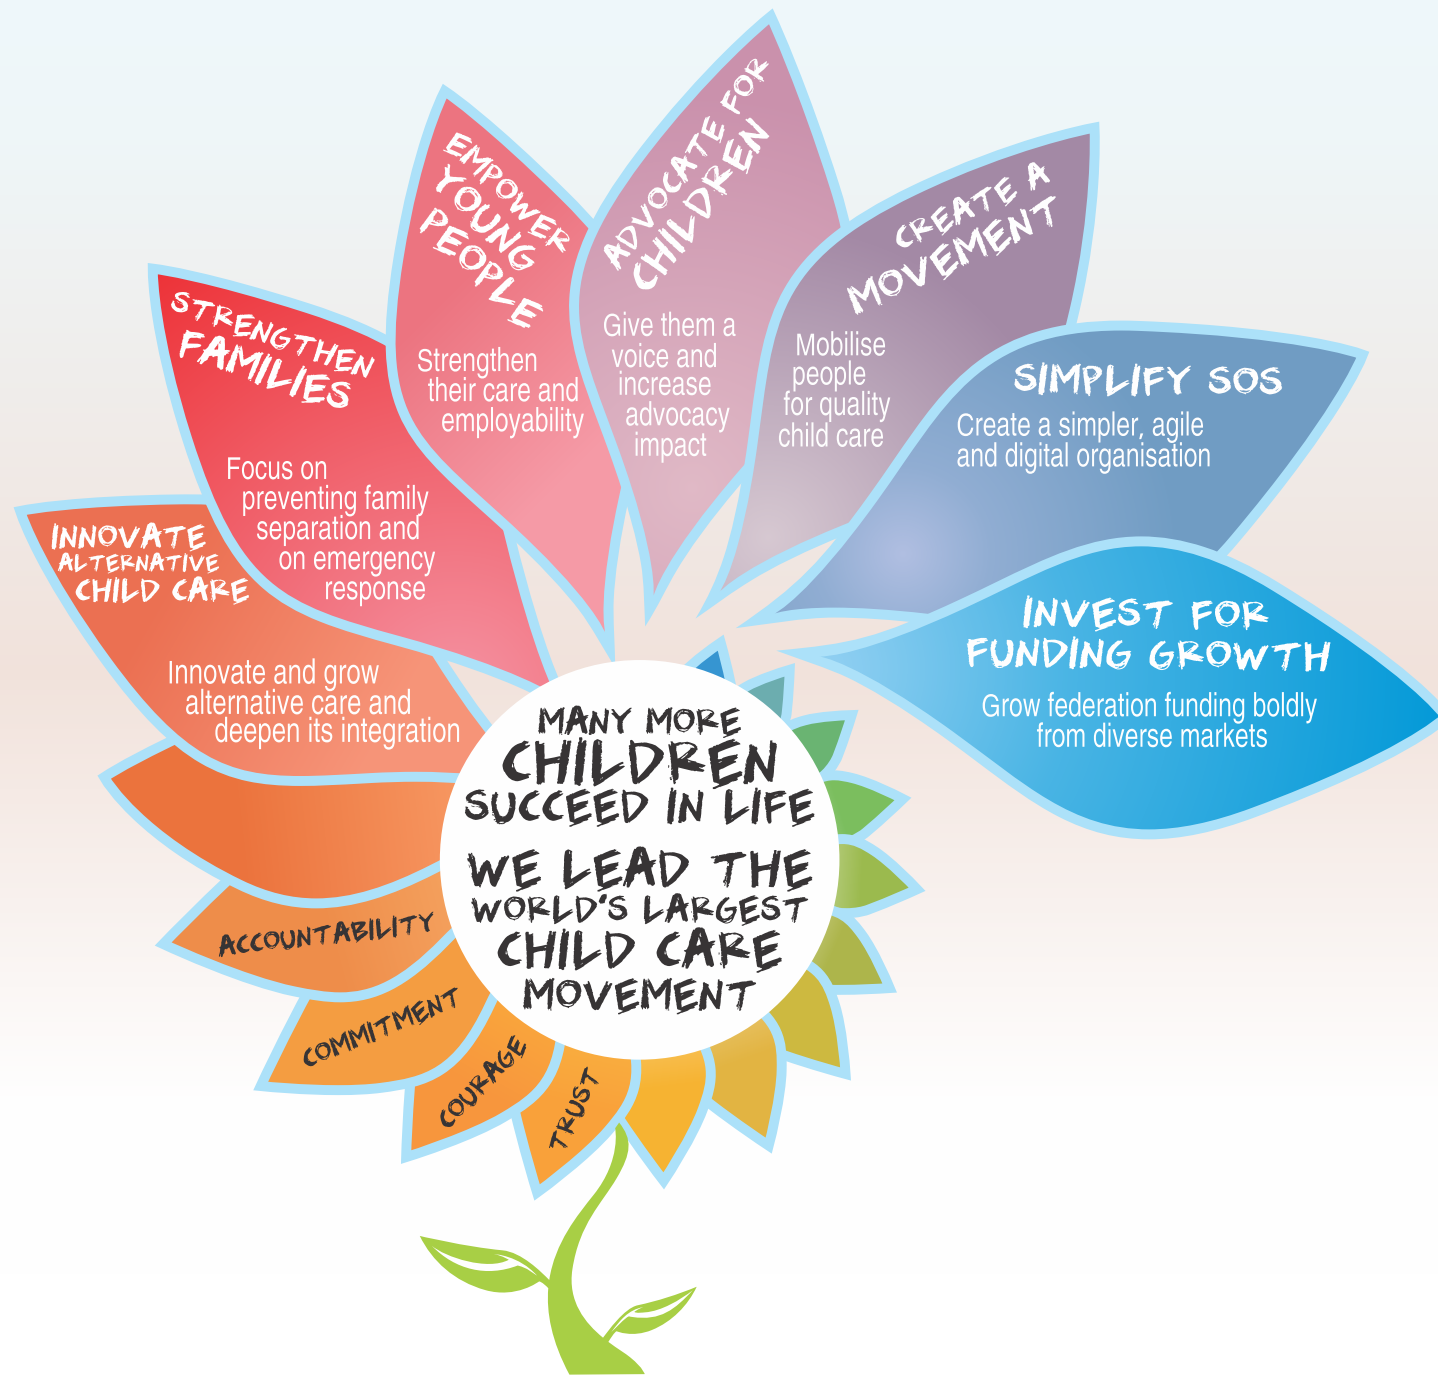 ADVOCATE FOR
CHILDREN
Give them a
voice and
increase
advocacy
impact
EMPOWER
YOUNG
PEOPLE
Strengthen
their care and
employability
CREATE A
MOVEMENT
Mobilise
people
for quality
child care
STRENGTHEN
FAMILIES
Focus on
preventing family
separation and
on emergency
response
SIMPLIFY SOS
Create a simpler, agile
and digital organisation
INNOVATE
ALTERNATIVE
CHILD CARE
Innovate and grow
alternative care and
deepen its integration
INVEST FOR
FUNDING GROWTH
Grow federation funding boldly
from diverse markets
MANY MORE
CHILDREN
SUCCEED IN LIFE
WE LEAD THE
WORLD'S LARGEST
CHILD CARE
MOVEMENT
ACCOUNTABILITY
COMMITMENT
COURAGE
TRUST